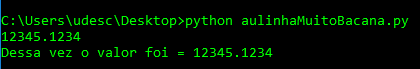 C:\Users\udesc\Desktop>python aulinhaMuitoBacana.py
12345.1234
Dessa vez o valor foi = 12345.1234